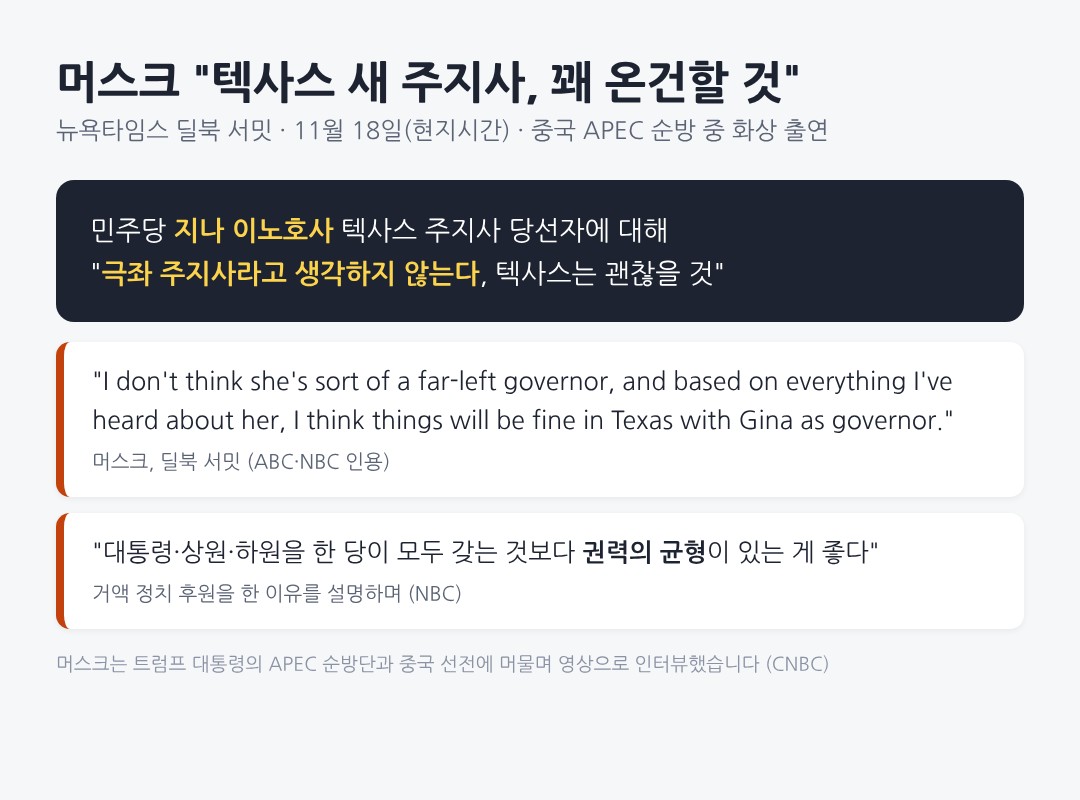 머스크 "텍사스 새 주지사, 꽤 온건할 것"
뉴욕타임스 딜북 서밋 · 11월 18일(현지시간) · 중국 APEC 순방 중 화상 출연
민주당 지나 이노호사 텍사스 주지사 당선자에 대해
"극좌 주지사라고 생각하지 않는다, 텍사스는 괜찮을 것"
"I don't think she's sort of a far-left governor, and based on everything I've
heard about her, I think things will be fine in Texas with Gina as governor."
머스크, 딜북 서밋 (ABC·NBC 인용)
"대통령·상원·하원을 한 당이 모두 갖는 것보다 권력의 균형이 있는 게 좋다"
거액 정치 후원을 한 이유를 설명하며 (NBC)
머스크는 트럼프 대통령의 APEC 순방단과 중국 선전에 머물며 영상으로 인터뷰했습니다 (CNBC)